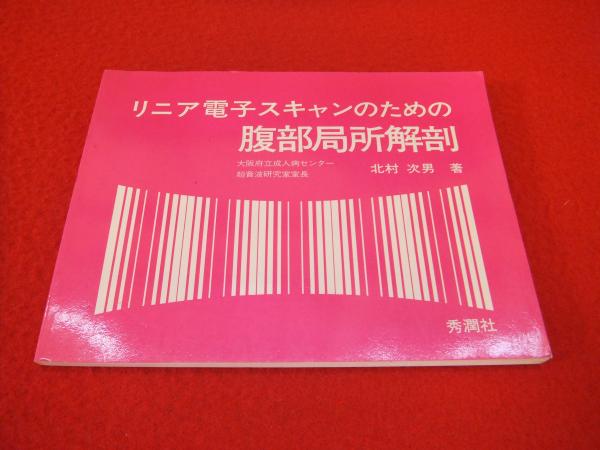 リニア電子スキャンのための
腹部局所解剖
大阪府立成人病センター
超音波研究室室長
北村 次男 著
秀潤社